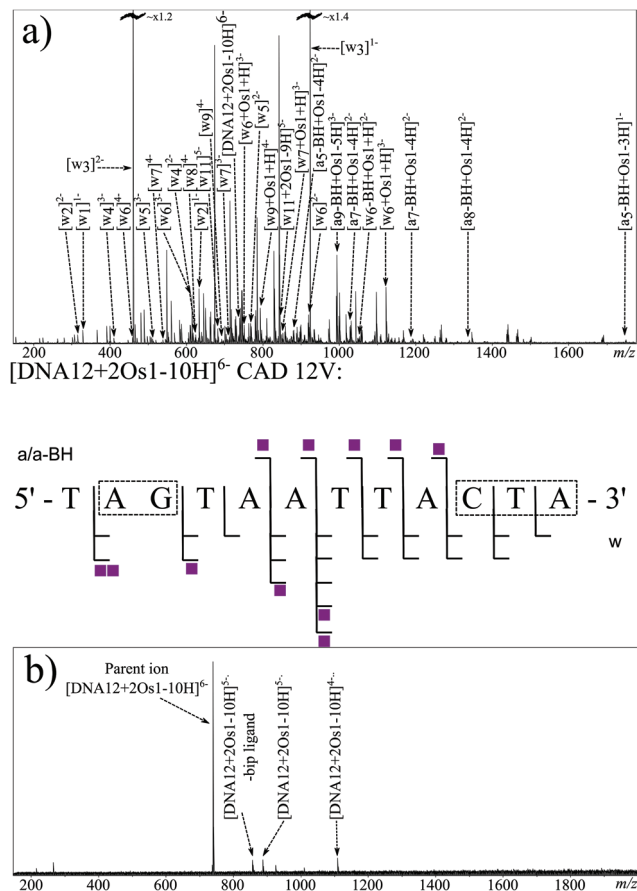 a)
~x1.2
~x1.4
[w3]1-
[w3]2-
[w2]2-
[w1]1-
[w4]3-
[w6]4-
[w5]3-
[w7]4-
[w6]3-
[w4]2-
[w8]4-
[w2]1-
[w11]5-
[w9]4-
[w7]3-
[DNA12+2Os1-10H]6-
[w6+Os1+H]3-
[w5]2-
[w9+Os1+H]4-
[w11+2Os1-9H]5-
[w7+Os1+H]3-
[a5-BH+Os1-4H]2-
[w6]2-
[a9-BH+Os1-5H]3-
[a7-BH+Os1-4H]2-
[w6-BH+Os1+H]2-
[w6+Os1+H]3-
[a7-BH+Os1-4H]2-
[a8-BH+Os1-4H]2-
[a5-BH+Os1-3H]1-
200 400 600 800 1000 1200 1400 1600 m/z
[DNA12+2Os1-10H]6- CAD 12V:
a/a-BH
5' - T A G T A A T T A C T A - 3'
w
b)
Parent ion
[DNA12+2Os1-10H]6-
[DNA12+2Os1-10H]5-.
-bip ligand
[DNA12+2Os1-10H]5-.
[DNA12+2Os1-10H]4-..
200 400 600 800 1000 1200 1400 1600 1800 m/z